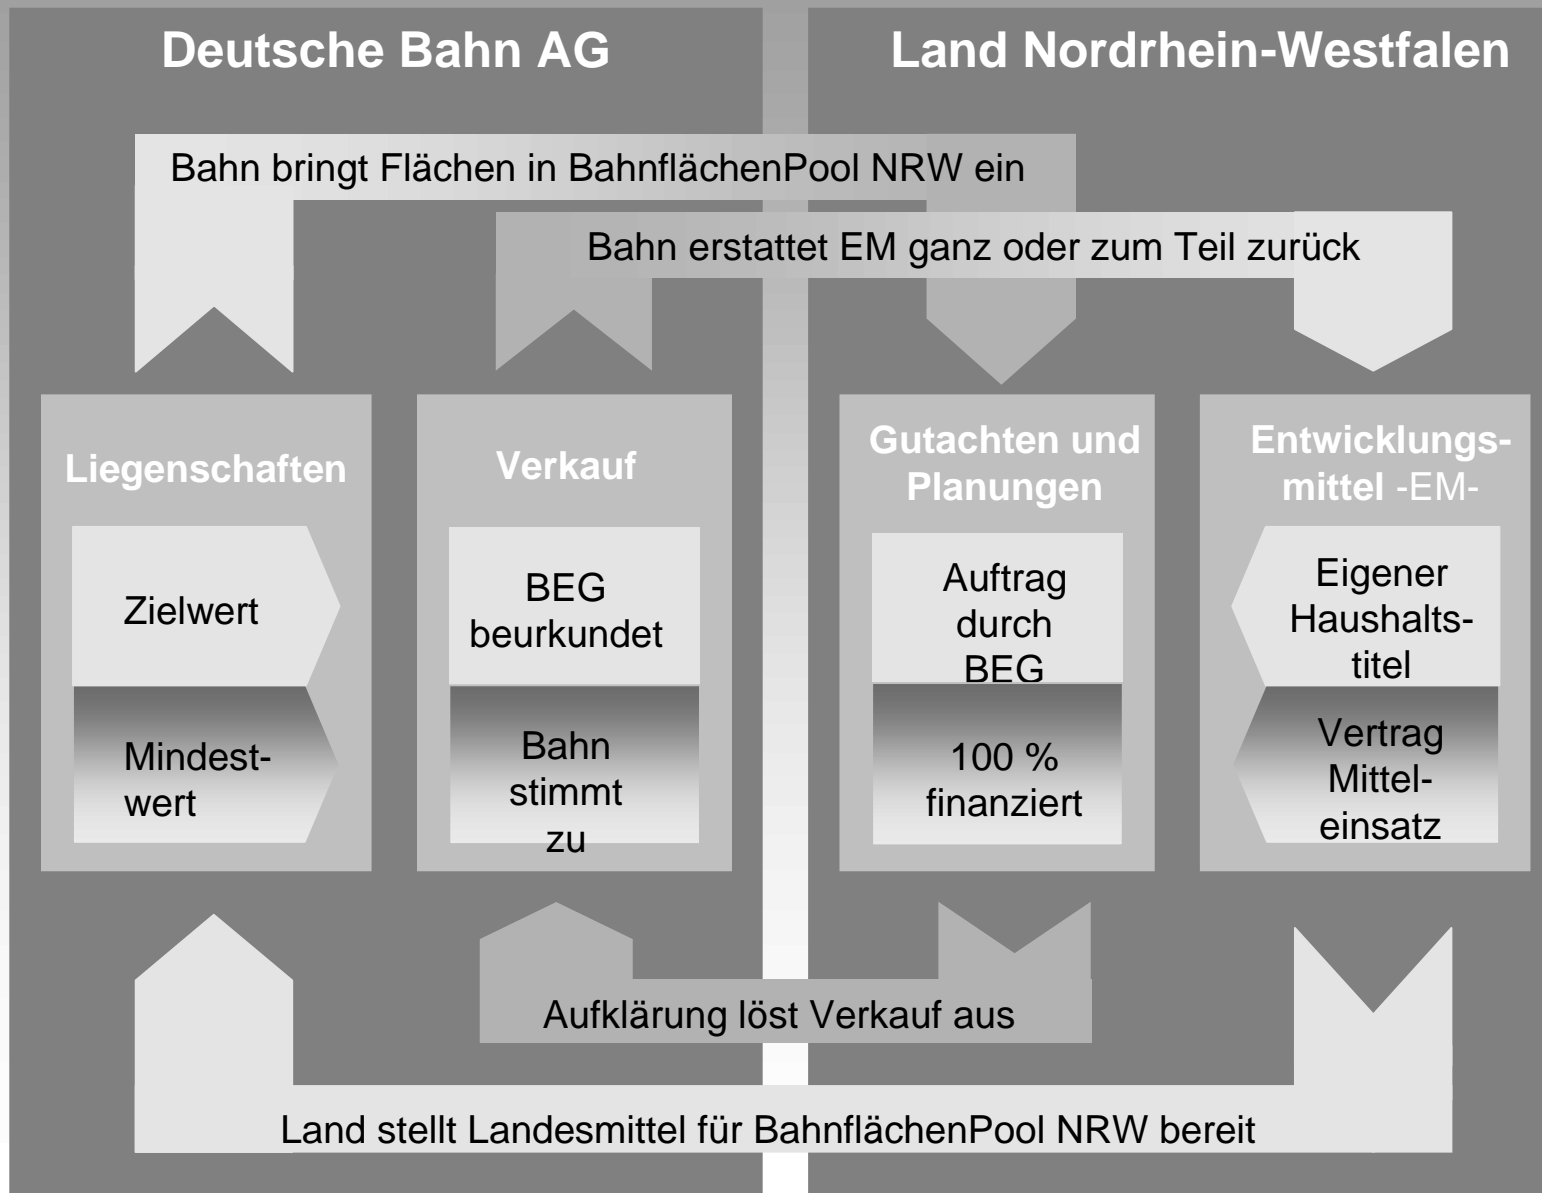 Deutsche Bahn AG
Land Nordrhein-Westfalen
Bahn bringt Flächen in BahnflächenPool NRW ein
Bahn erstattet EM ganz oder zum Teil zurück
Liegenschaften
Zielwert
Mindest-
wert
Verkauf
BEG
beurkundet
Bahn
stimmt
zu
Gutachten und
Planungen
Auftrag
durch
BEG
100 %
finanziert
Entwicklungs-
mittel -EM-
Eigener
Haushalts-
titel
Vertrag
Mittel-
einsatz
Aufklärung löst Verkauf aus
Land stellt Landesmittel für BahnflächenPool NRW bereit